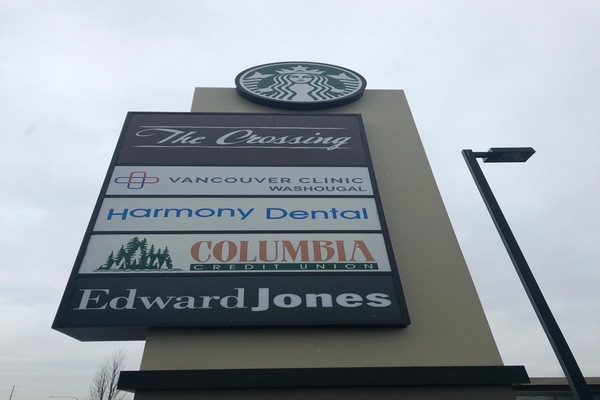 The Crossing
VANCOUVER CLINIC
WASHOUGAL
Harmony Dental
COLUMBIA
CREDIT UNION
Edward Jones